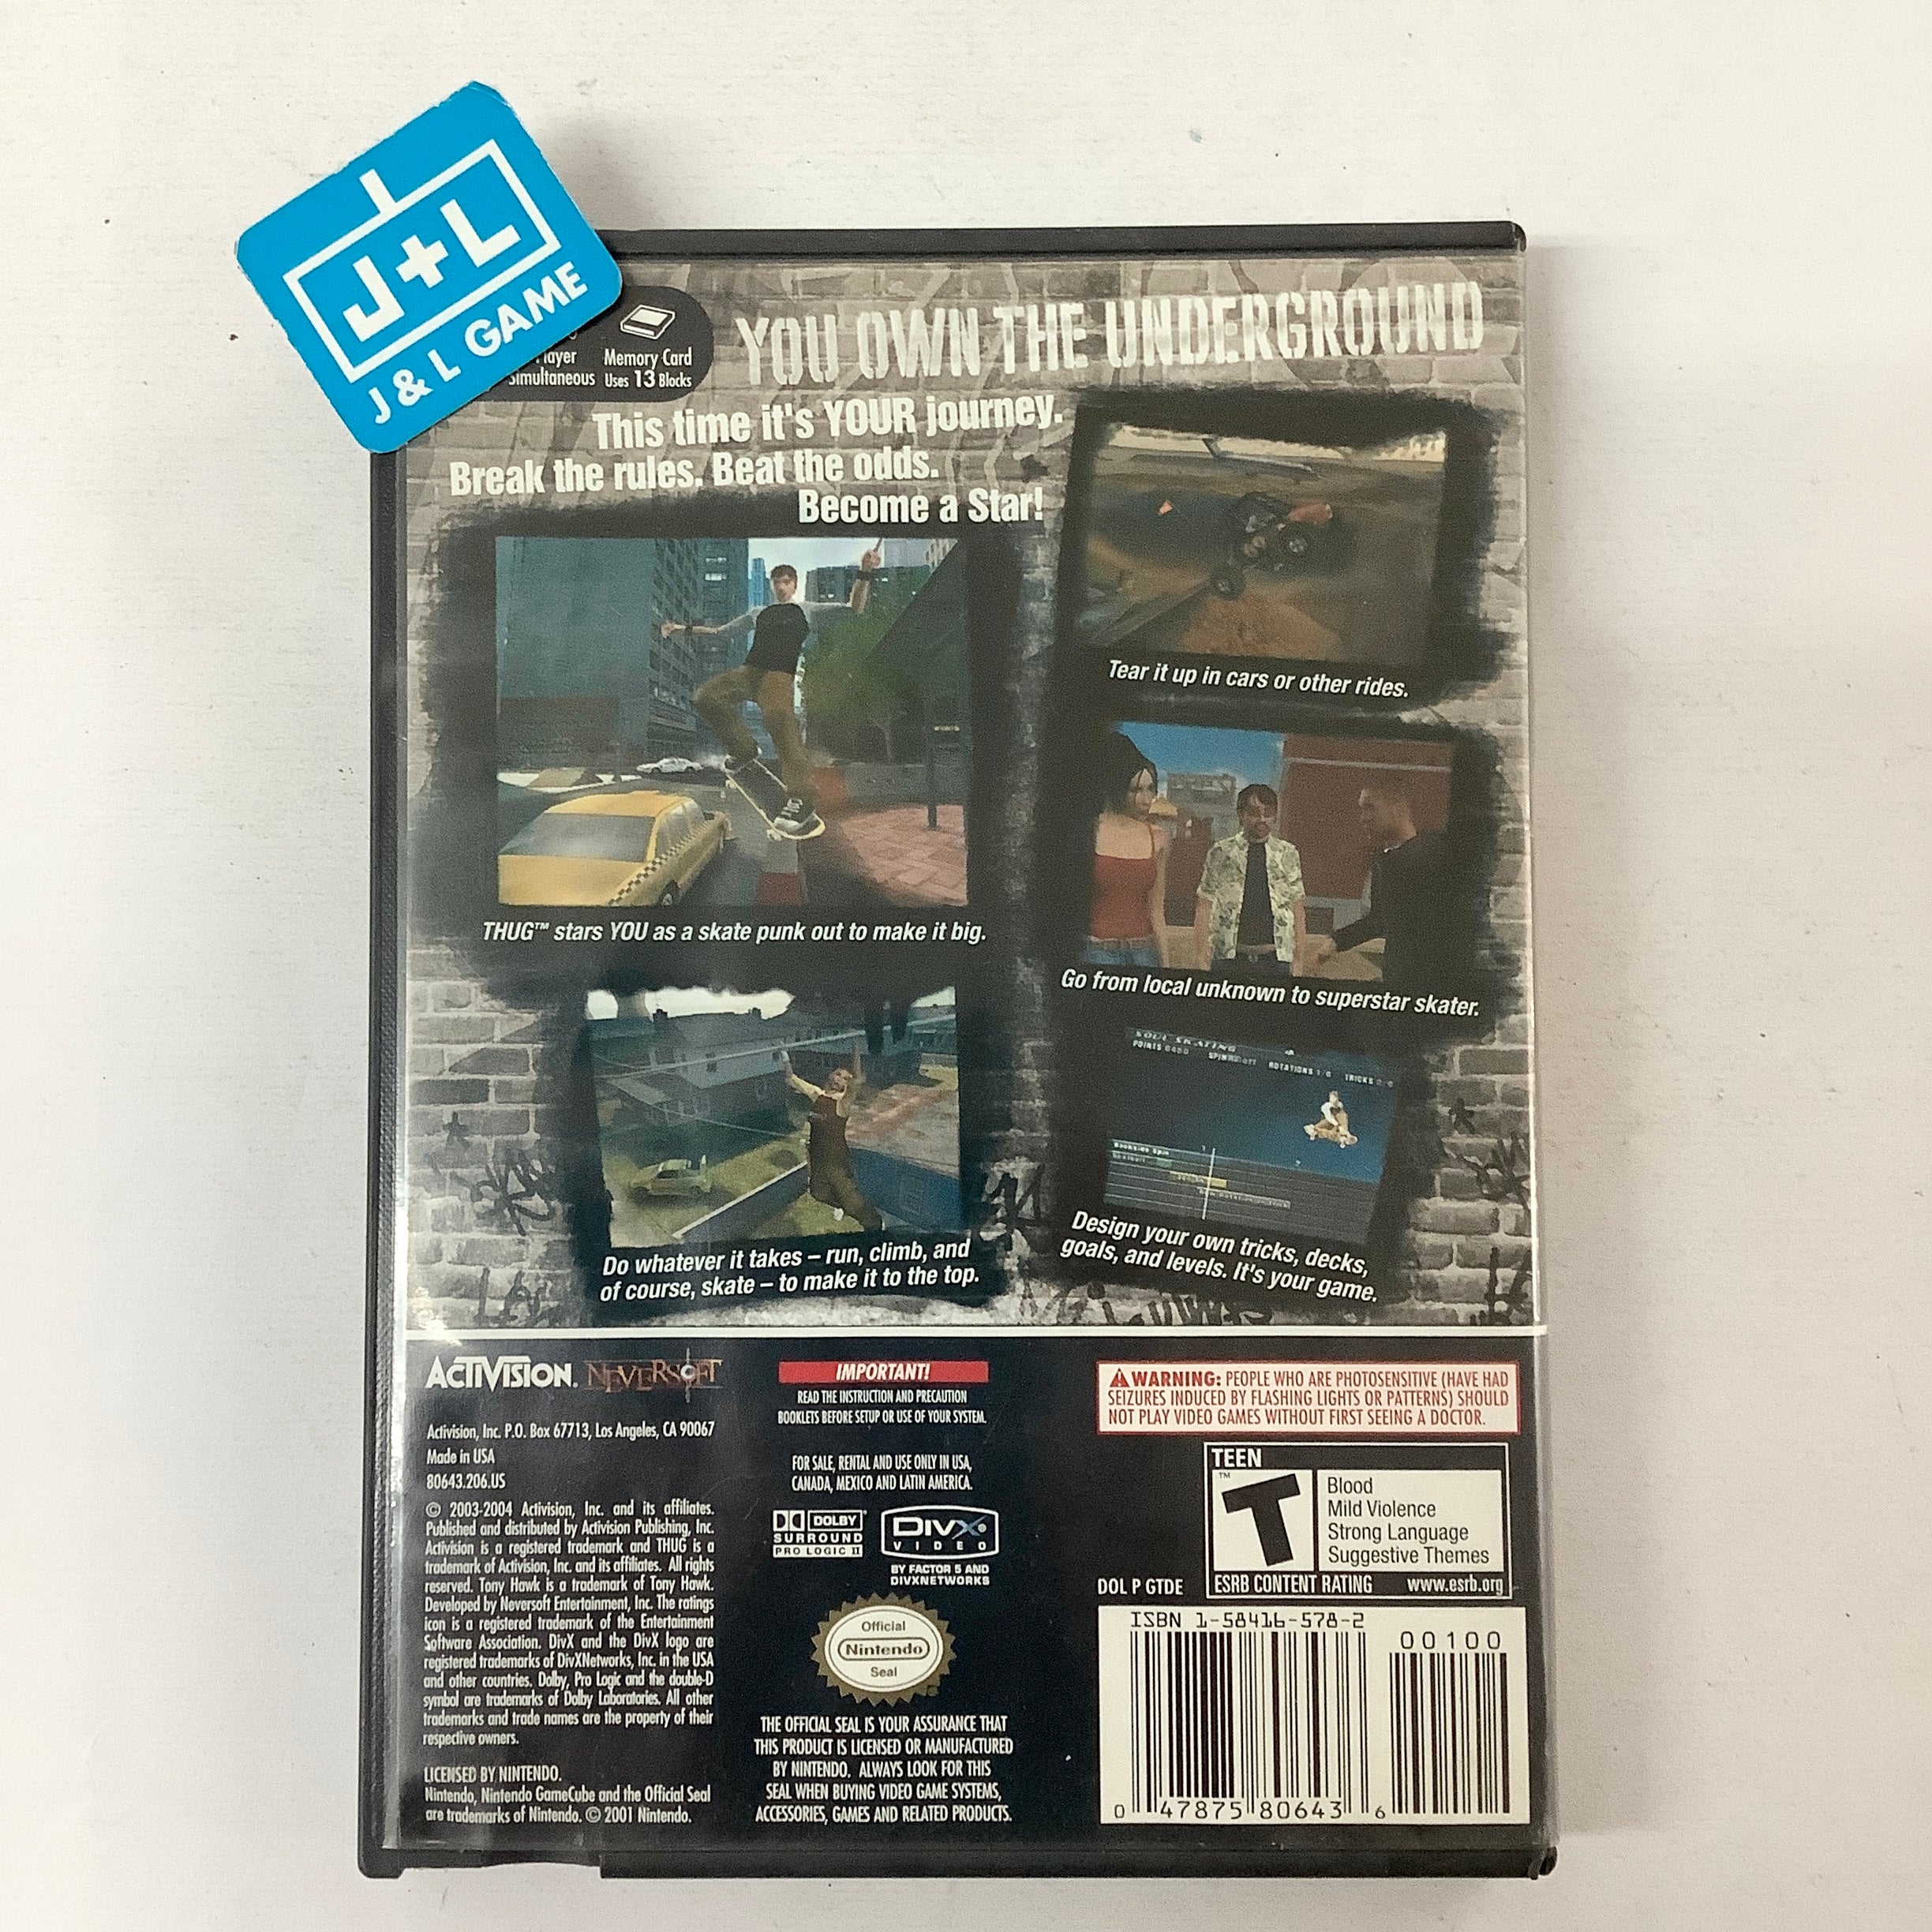 J+L
J & L GAME
Memory Card
Simultaneous
Uses 13 Blocks
YOU OWN THE UNDERGROUND
This time it's YOUR journey.
Break the rules. Beat the odds.
Become a Star!
Tear it up in cars or other rides.
THUG™ stars YOU as a skate punk out to make it big.
Go from local unknown to superstar skater.
SOUL SKATING
POINTS
ROTATIONS 1/6
TRICKS
Do whatever it takes – run, climb, and
of course, skate – to make it to the top.
Design your own tricks, decks,
goals, and levels. It's your game.
ACTIVISION. NEVERSOFT
Activision, Inc. P.O. Box 67713, Los Angeles, CA 90067
Made in USA
80643.206.US
© 2003-2004 Activision, Inc. and its affiliates.
Published and distributed by Activision Publishing, Inc.
Activision is a registered trademark and THUG is a
trademark of Activision, Inc. and its affiliates. All rights
reserved. Tony Hawk is a trademark of Tony Hawk.
Developed by Neversoft Entertainment, Inc. The ratings
icon is a registered trademark of the Entertainment
Software Association. DivX and the DivX logo are
registered trademarks of DivXNetworks, Inc. in the USA
and other countries. Dolby, Pro Logic and the double-D
symbol are trademarks of Dolby Laboratories. All other
trademarks and trade names are the property of their
respective owners.
LICENSED BY NINTENDO.
Nintendo, Nintendo GameCube and the Official Seal
are trademarks of Nintendo. © 2001 Nintendo.
IMPORTANT!
READ THE INSTRUCTION AND PRECAUTION
BOOKLETS BEFORE SETUP OR USE OF YOUR SYSTEM.
FOR SALE, RENTAL AND USE ONLY IN USA,
CANADA, MEXICO AND LATIN AMERICA.
DOLBY
SURROUND
PRO LOGIC II
DIVX
VIDEO
BY FACTOR 5 AND
DIVXNETWORKS
Official
Nintendo
Seal
THE OFFICIAL SEAL IS YOUR ASSURANCE THAT
THIS PRODUCT IS LICENSED OR MANUFACTURED
BY NINTENDO. ALWAYS LOOK FOR THIS
SEAL WHEN BUYING VIDEO GAME SYSTEMS,
ACCESSORIES, GAMES AND RELATED PRODUCTS.
WARNING: PEOPLE WHO ARE PHOTOSENSITIVE (HAVE HAD
SEIZURES INDUCED BY FLASHING LIGHTS OR PATTERNS) SHOULD
NOT PLAY VIDEO GAMES WITHOUT FIRST SEEING A DOCTOR.
TEEN
T™
Blood
Mild Violence
Strong Language
Suggestive Themes
ESRB CONTENT RATING www.esrb.org
DOL P GTDE
ISBN 1-58416-578-2
00100
0 47875 80643 6